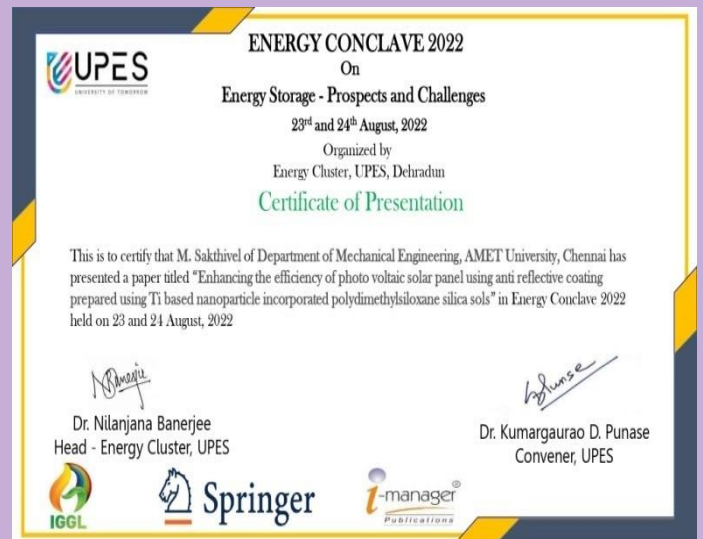 UPES
UNIVERSITY OF TOMORROW
ENERGY CONCLAVE 2022
On
Energy Storage - Prospects and Challenges
23rd and 24th August, 2022
Organized by
Energy Cluster, UPES, Dehradun
Certificate of Presentation
This is to certify that M. Sakthivel of Department of Mechanical Engineering, AMET University, Chennai has
presented a paper titled “Enhancing the efficiency of photo voltaic solar panel using anti reflective coating
prepared using Ti based nanoparticle incorporated polydimethylsiloxane silica sols” in Energy Conclave 2022
held on 23 and 24 August, 2022
NBanerjee
Dr. Nilanjana Banerjee
Head - Energy Cluster, UPES
Dr. Kumargaurao D. Punase
Convener, UPES
IGGL
Springer
i-manager®
Publications